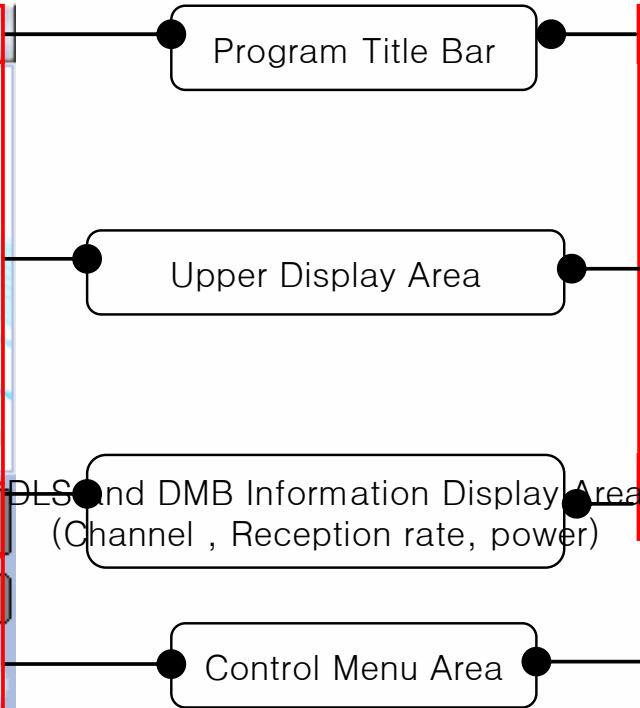 Program Title Bar
Upper Display Area
DLS and DMB Information Display Area
(Channel , Reception rate, power)
Control Menu Area